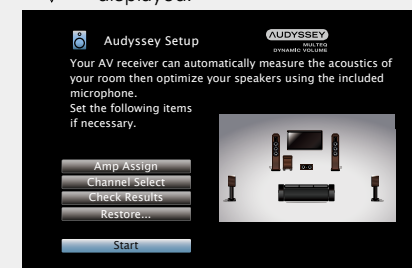 displayed.
Audyssey Setup
AUDYSSEY
MULTEQ
DYNAMIC VOLUME
Your AV receiver can automatically measure the acoustics of
your room then optimize your speakers using the included
microphone.
Set the following items
if necessary.
Amp Assign
Channel Select
Check Results
Restore...
Start